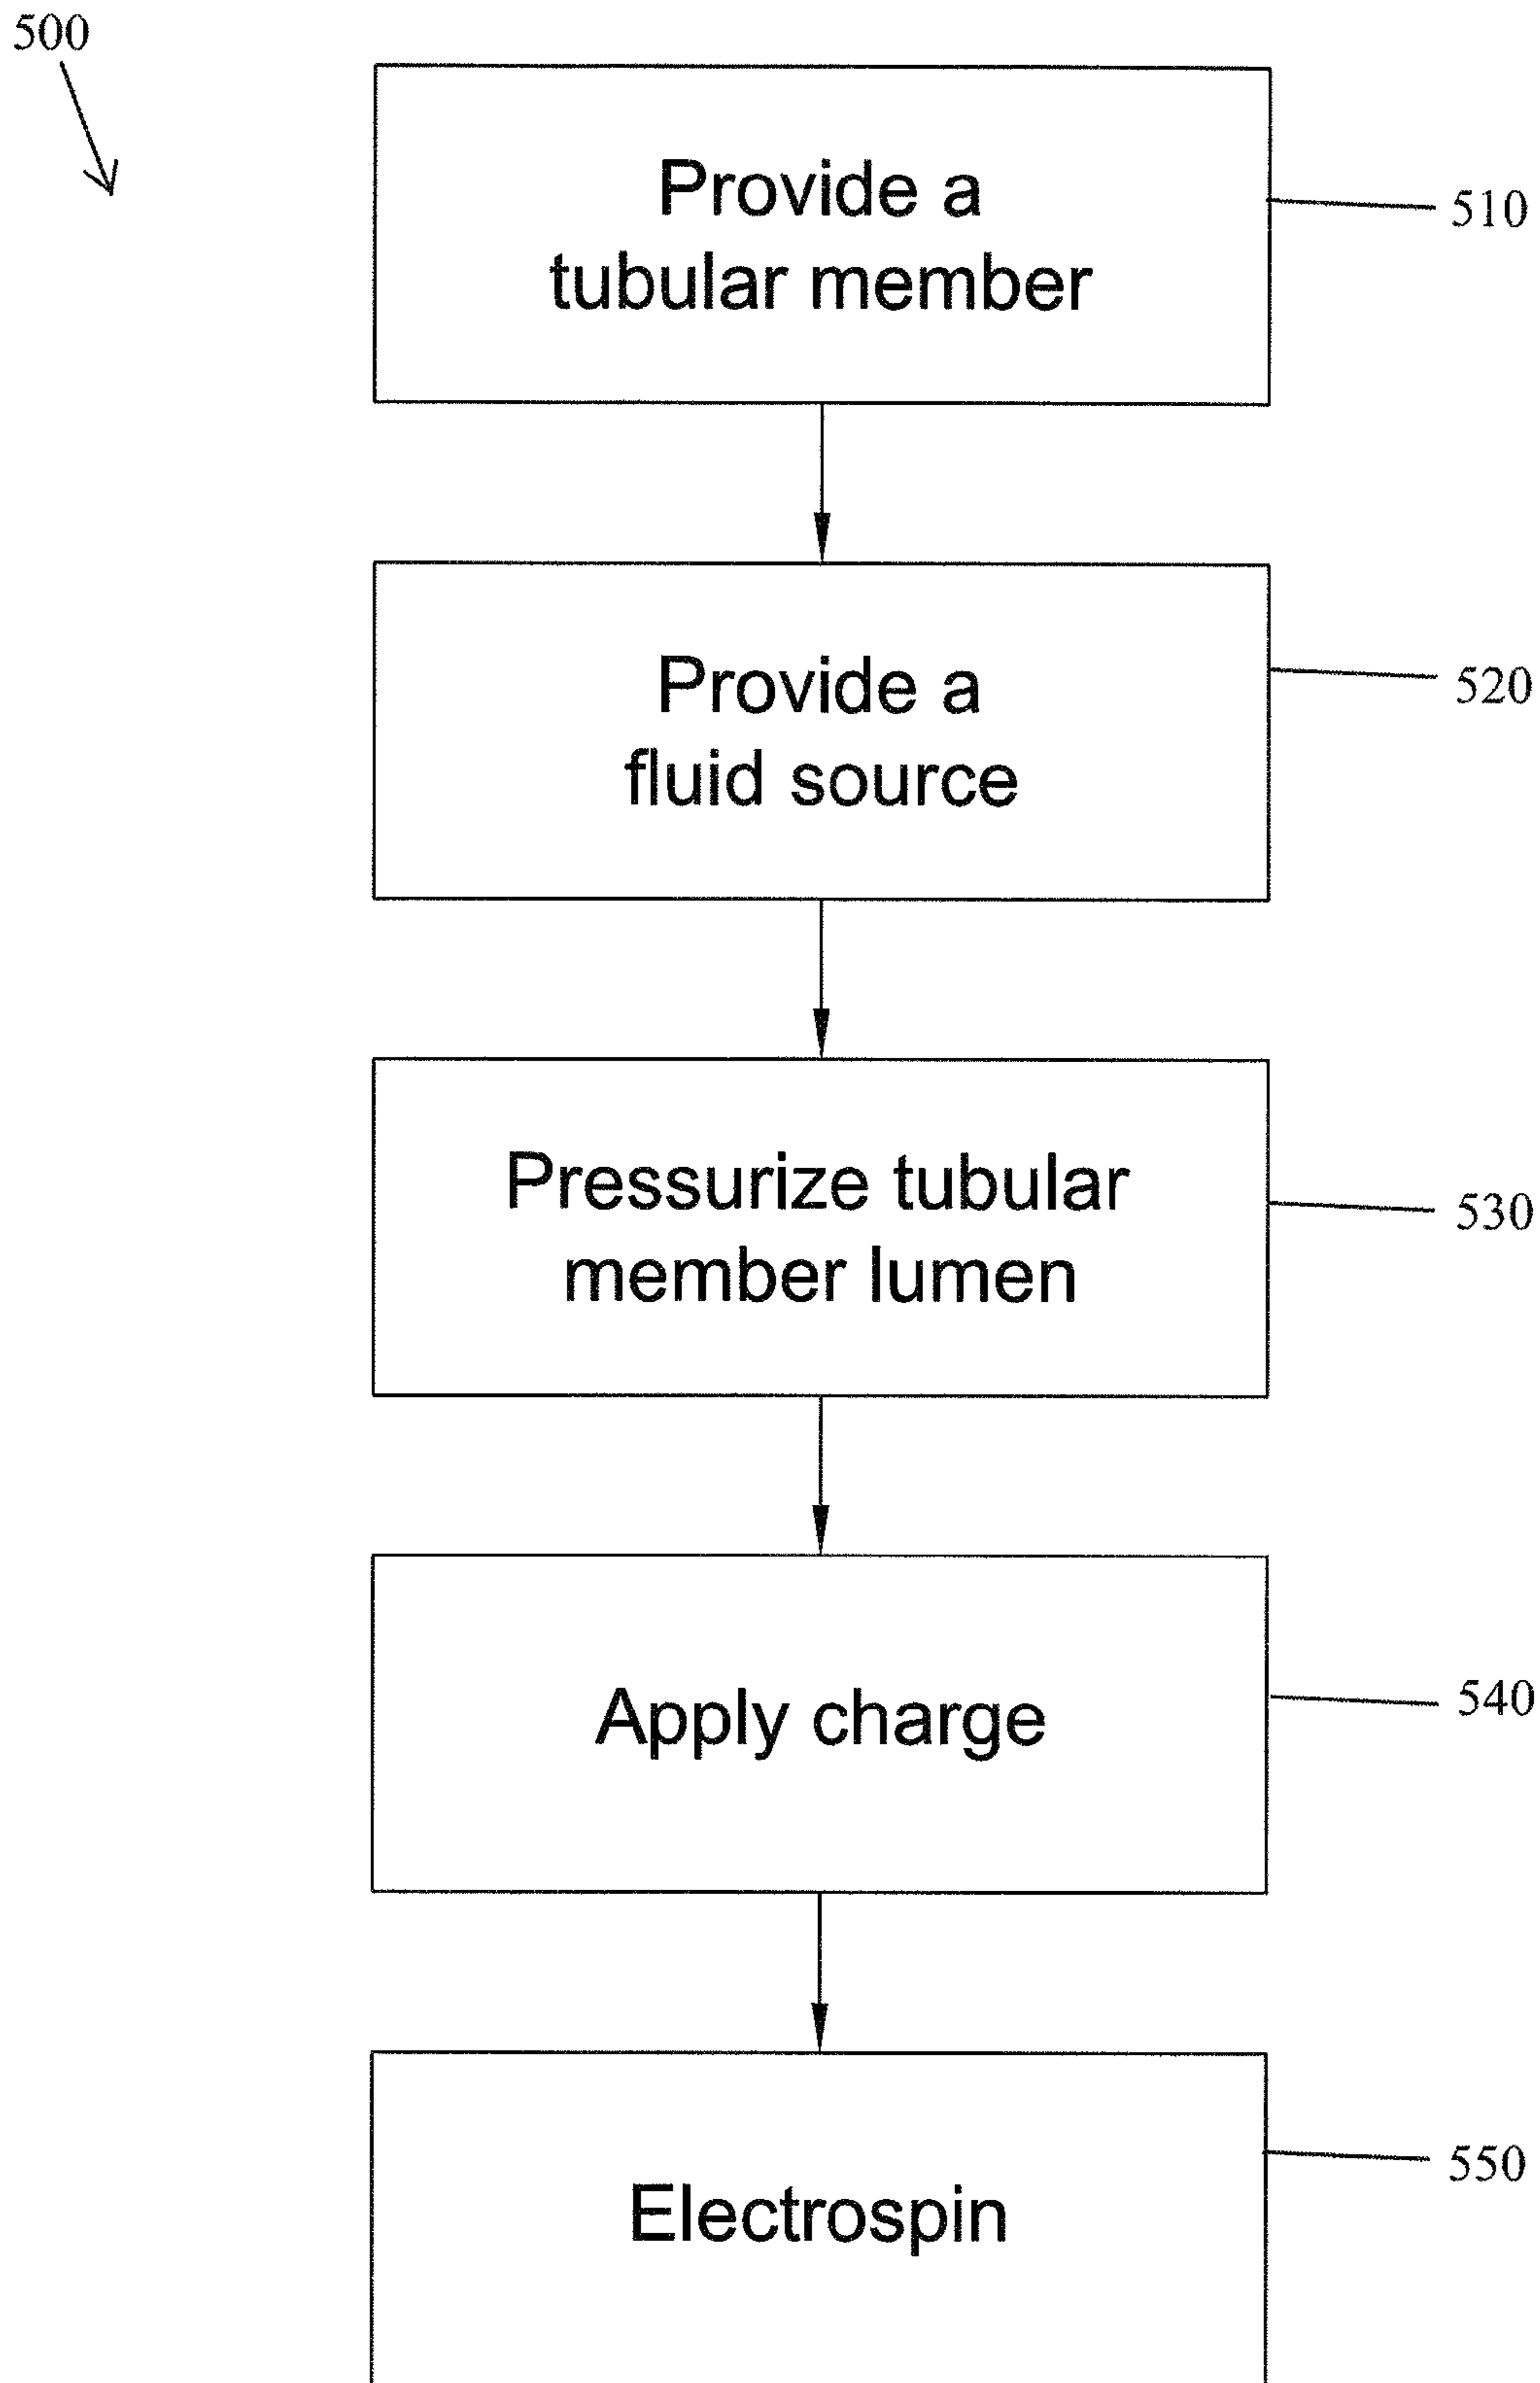 500
Provide a
tubular member
510
Provide a
fluid source
520
Pressurize tubular
member lumen
530
Apply charge
540
Electrospin
550